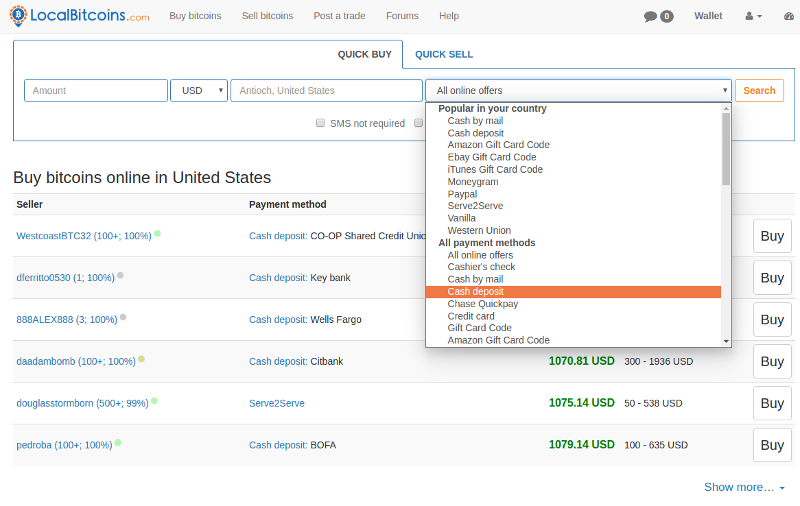 LocalBitcoins.com Buy bitcoins Sell bitcoins Post a trade Forums Help 0 Wallet
QUICK BUY QUICK SELL
Amount USD Antioch, United States All online offers Search
Popular in your country
Cash by mail
SMS not required
Cash deposit
Amazon Gift Card Code
Ebay Gift Card Code
iTunes Gift Card Code
Buy bitcoins online in United States
Moneygram
Paypal
Seller Payment method
Serve2Serve
Vanilla
Western Union
WestcoastBTC32 (100+; 100%) Cash deposit: CO-OP Shared Credit Unio Buy
All payment methods
All online offers
Cashier's check
dferritto0530 (1; 100%) Cash deposit: Key bank Buy
Cash by mail
Cash deposit
Chase Quickpay
888ALEX888 (3; 100%) Cash deposit: Wells Fargo Buy
Credit card
Gift Card Code
Amazon Gift Card Code
daadambomb (100+; 100%) Cash deposit: Citbank 1070.81 USD 300 - 1936 USD Buy
douglasstormborn (500+; 99%) Serve2Serve 1075.14 USD 50 - 538 USD Buy
pedroba (100+; 100%) Cash deposit: BOFA 1079.14 USD 100 - 635 USD Buy
Show more…